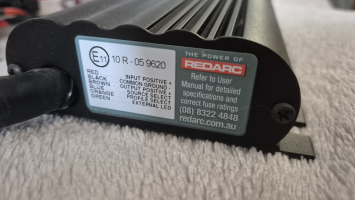 E11 10 R - 05 9620
RED INPUT POSITIVE +
BLACK COMMON GROUND -
BROWN OUTPUT POSITIVE +
BLUE SOURCE SELECT
ORANGE PROFILE SELECT
GREEN EXTERNAL LED
THE POWER OF
REDARC
Refer to User
Manual for detailed
specifications and
correct fuse ratings
(08) 8322 4848
redarc.com.au